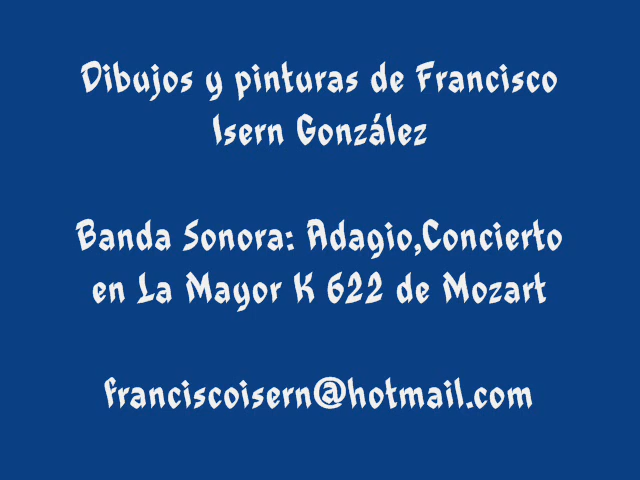 Dibujos y pinturas de Francisco
Isern González
Banda Sonora: Adagio,Concierto
en La Mayor K 622 de Mozart
franciscoisern@hotmail.com